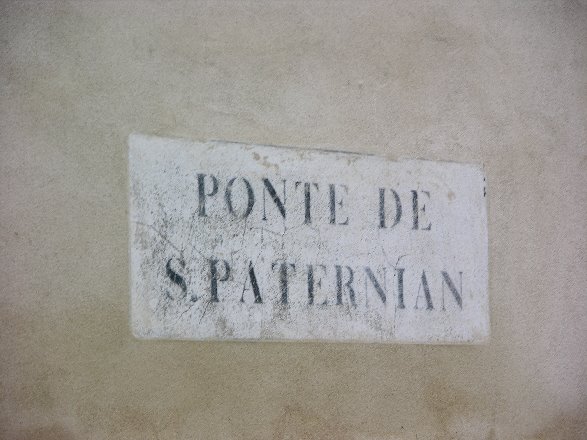 PONTE DE
S. PATERNIAN